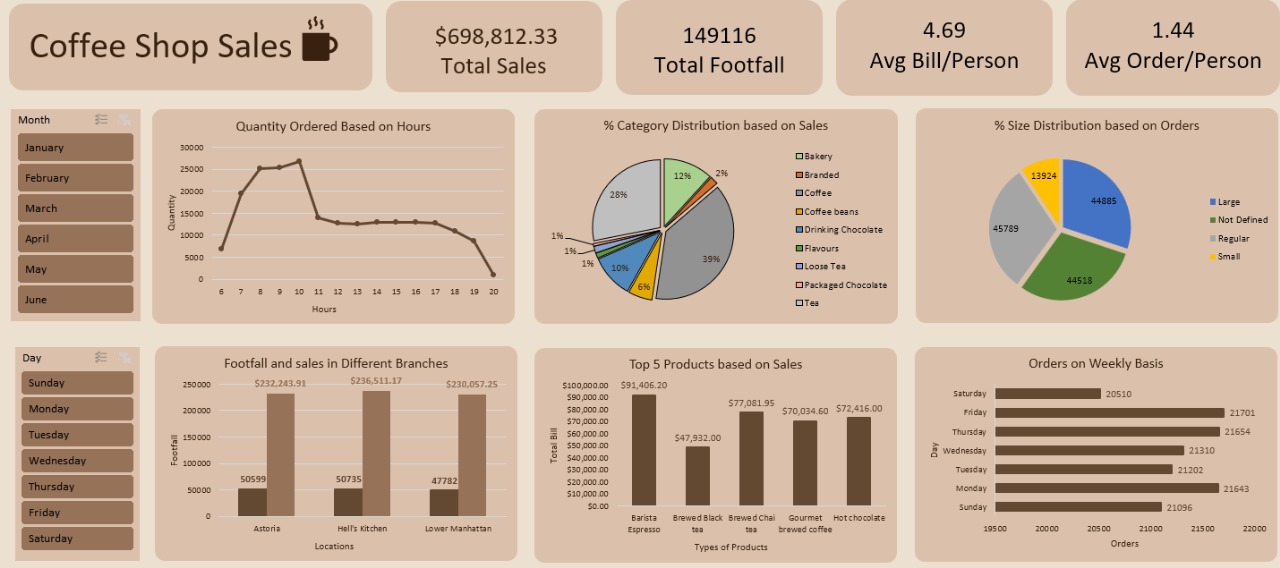 Coffee Shop Sales
$698,812.33
Total Sales
149116
Total Footfall
4.69
Avg Bill/Person
1.44
Avg Order/Person
Month
January
February
March
April
May
June
Quantity Ordered Based on Hours
30000
25000
20000
15000
10000
5000
0
Quantity
6 7 8 9 10 11 12 13 14 15 16 17 18 19 20
Hours
% Category Distribution based on Sales
12%
2%
39%
6%
10%
1%
1%
1%
28%
Bakery
Branded
Coffee
Coffee beans
Drinking Chocolate
Flavours
Loose Tea
Packaged Chocolate
Tea
% Size Distribution based on Orders
13924
44885
45789
44518
Large
Not Defined
Regular
Small
Day
Sunday
Monday
Tuesday
Wednesday
Thursday
Friday
Saturday
Footfall and sales in Different Branches
250000
200000
150000
100000
50000
0
Footfall
$232,243.91
$236,511.17
$230,057.25
50599
50735
47782
Astoria
Hell's Kitchen
Lower Manhattan
Locations
Top 5 Products based on Sales
$100,000.00
$90,000.00
$80,000.00
$70,000.00
$60,000.00
$50,000.00
$40,000.00
$30,000.00
$20,000.00
$10,000.00
$0.00
Total Bill
$91,406.20
$47,932.00
$77,081.95
$70,034.60
$72,416.00
Barista
Espresso
Brewed Black
tea
Brewed Chai
tea
Gourmet
brewed coffee
Hot chocolate
Types of Products
Orders on Weekly Basis
Day
Saturday 20510
Friday 21701
Thursday 21654
Wednesday 21310
Tuesday 21202
Monday 21643
Sunday 21096
19500 20000 20500 21000 21500 22000
Orders